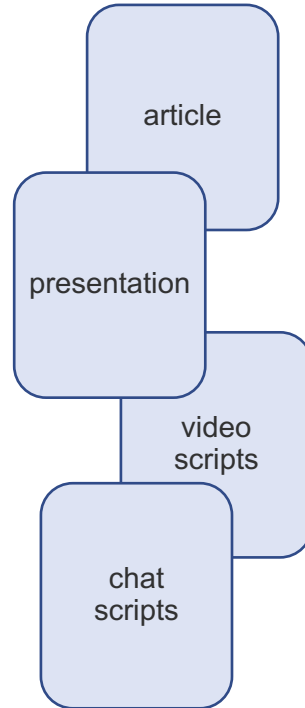 article
presentation
video
scripts
chat
scripts